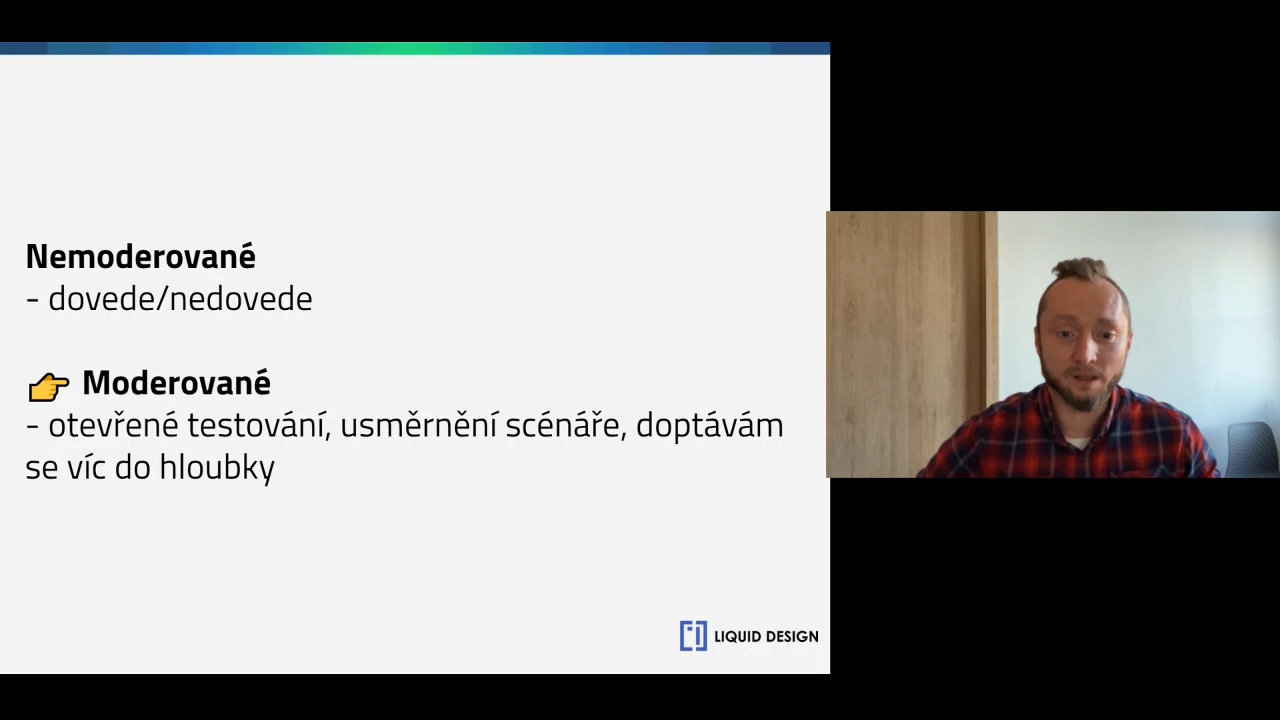 Nemoderované
- dovede/nedovede
👉 Moderované
- otevřené testování, usměrnění scénáře, doptávám
se víc do hloubky
LIQUID DESIGN